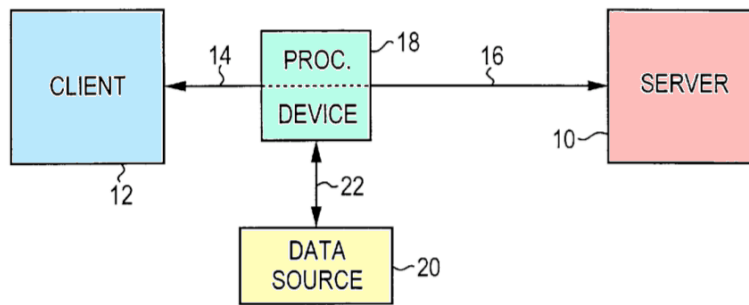 14
18
16
CLIENT
PROC.
DEVICE
SERVER
10
12
22
DATA
SOURCE
20